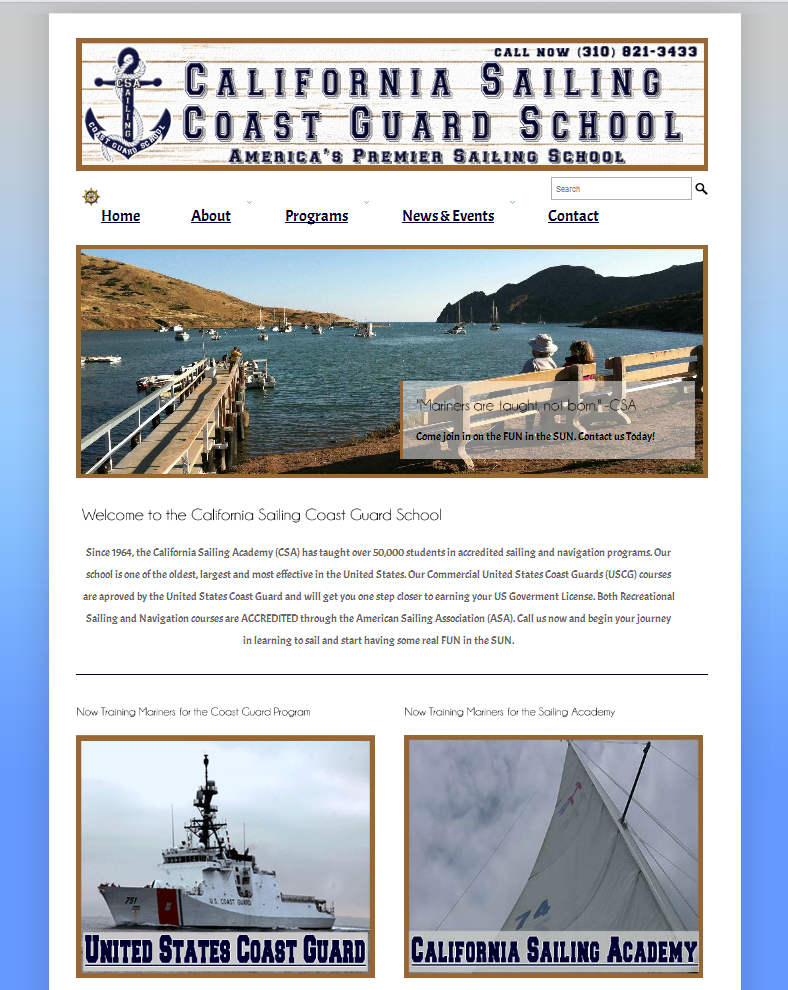 CALL NOW (310) 821-3433
CSA
SAILING
COAST GUARD SCHOOL
CALIFORNIA SAILING
COAST GUARD SCHOOL
AMERICA'S PREMIER SAILING SCHOOL
Search
Home About Programs News & Events Contact
"Mariners are taught, not born." -CSA
Come join in on the FUN in the SUN. Contact us Today!
Welcome to the California Sailing Coast Guard School
Since 1964, the California Sailing Academy (CSA) has taught over 50,000 students in accredited sailing and navigation programs. Our
school is one of the oldest, largest and most effective in the United States. Our Commercial United States Coast Guards (USCG) courses
are aproved by the United States Coast Guard and will get you one step closer to earning your US Goverment License. Both Recreational
Sailing and Navigation courses are ACCREDITED through the American Sailing Association (ASA). Call us now and begin your journey
in learning to sail and start having some real FUN in the SUN.
Now Training Mariners for the Coast Guard Program
Now Training Mariners for the Sailing Academy
751
U.S. COAST GUARD
UNITED STATES COAST GUARD
74
CALIFORNIA SAILING ACADEMY